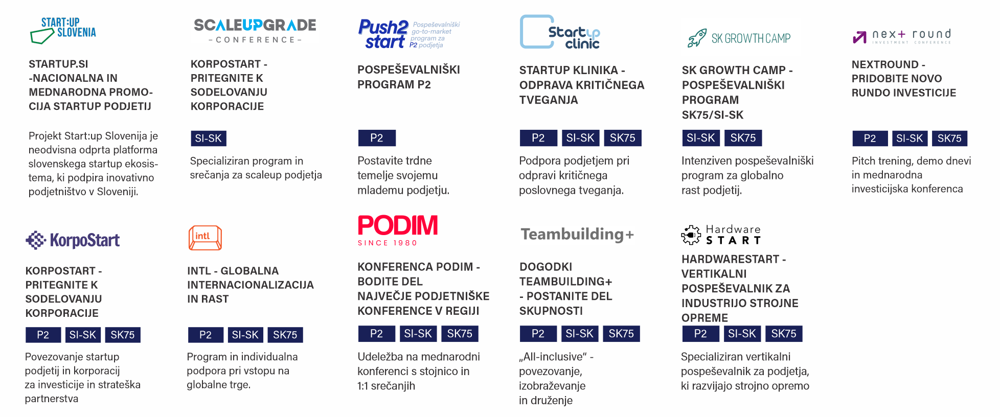 START:UP
SLOVENIA
STARTUP.SI
-NACIONALNA IN
MEDNARODNA PROMO-
CIJA STARTUP PODJETIJ
Projekt Start:up Slovenija je
neodvisna odprta platforma
slovenskega startup ekosis-
tema, ki podpira inovativno
podjetništvo v Sloveniji.
SCALEUPGRADE
–CONFERENCE–
KORPOSTART -
PRITEGNITE K
SODELOVANJU
KORPORACIJE
SI-SK
Specializiran program in
srečanja za scaleup podjetja
Push2
start
Pospeševalniški
go-to-market
program za
P2 podjetja
POSPEŠEVALNIŠKI
PROGRAM P2
P2
Postavite trdne
temelje svojemu
mlademu podjetju.
Startup
clinic
STARTUP KLINIKA -
ODPRAVA KRITIČNEGA
TVEGANJA
P2 SI-SK SK75
Podpora podjetjem pri
odpravi kritičnega
poslovnega tveganja.
SK GROWTH CAMP
SK GROWTH CAMP -
POSPEŠEVALNIŠKI
PROGRAM
SK75/SI-SK
SI-SK SK75
Intenziven pospeševalniški
program za globalno
rast podjetij.
next round
INVESTMENT CONFERENCE
NEXTROUND -
PRIDOBITE NOVO
RUNDO INVESTICIJE
P2 SI-SK SK75
Pitch trening, demo dnevi
in mednarodna
investicijska konferenca
KorpoStart
KORPOSTART -
PRITEGNITE K
SODELOVANJU
KORPORACIJE
P2 SI-SK SK75
Povezovanje startup
podjetij in korporacij
za investicije in strateška
partnerstva
intl
INTL - GLOBALNA
INTERNACIONALIZACIJA
IN RAST
P2 SI-SK SK75
Program in individualna
podpora pri vstopu na
globalne trge.
PODIM
SINCE 1980
KONFERENCA PODIM -
BODITE DEL
NAJVEČJE PODJETNIŠKE
KONFERENCE V REGIJI
P2 SI-SK SK75
Udeležba na mednarodni
konferenci s stojnico in
1:1 srečanjih
Teambuilding+
DOGODKI
TEAMBUILDING+
- POSTANITE DEL
SKUPNOSTI
P2 SI-SK SK75
„All-inclusive“ -
povezovanje,
izobraževanje
in druženje
Hardware
START
HARDWARESTART -
VERTIKALNI
POSPEŠEVALNIK ZA
INDUSTRIJO STROJNE
OPREME
P2 SI-SK SK75
Specializiran vertikalni
pospeševalnik za podjetja,
ki razvijajo strojno opremo